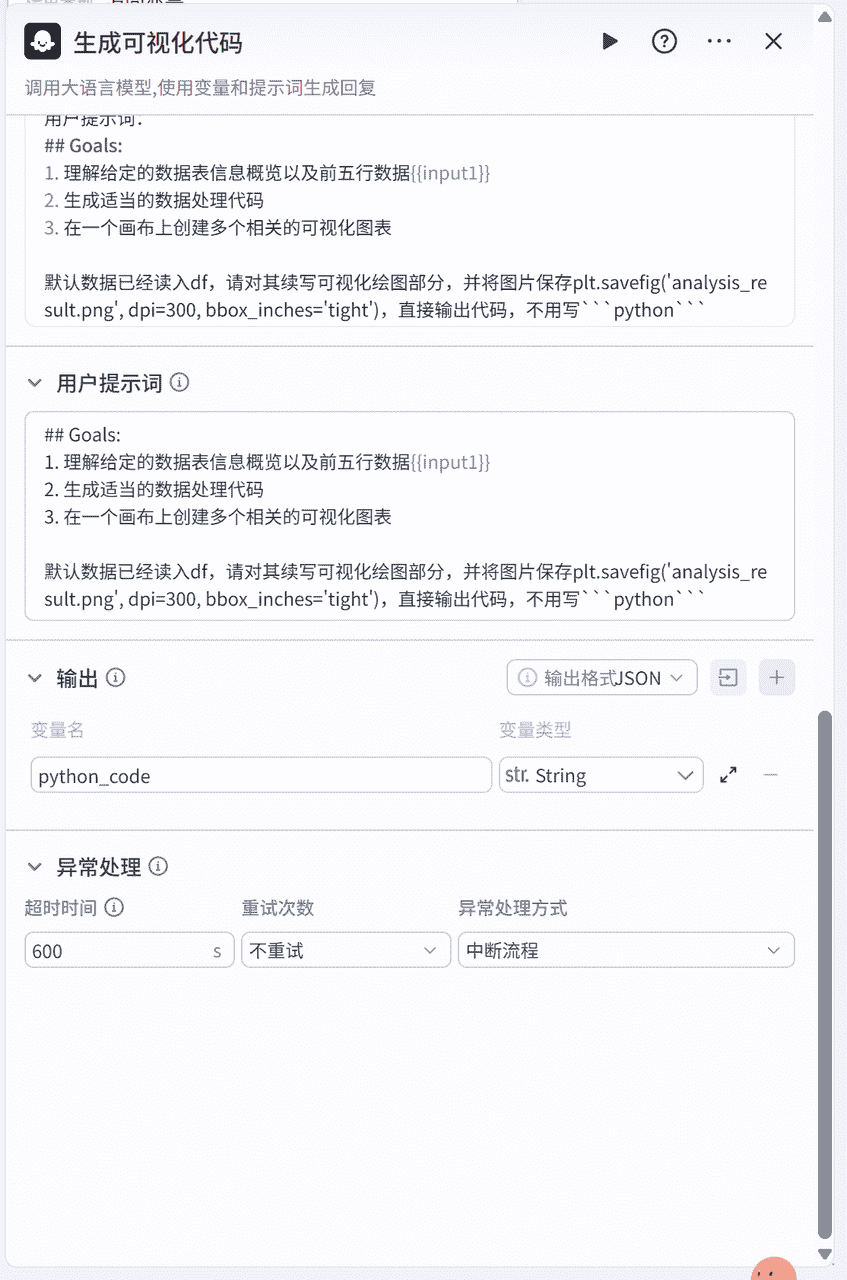 生成可视化代码
调用大语言模型,使用变量和提示词生成回复
用户提示词：
## Goals:
1. 理解给定的数据表信息概览以及前五行数据{{input1}}
2. 生成适当的数据处理代码
3. 在一个画布上创建多个相关的可视化图表
默认数据已经读入df，请对其续写可视化绘图部分，并将图片保存plt.savefig('analysis_re
sult.png', dpi=300, bbox_inches='tight')，直接输出代码，不用写```python```
用户提示词
## Goals:
1. 理解给定的数据表信息概览以及前五行数据{{input1}}
2. 生成适当的数据处理代码
3. 在一个画布上创建多个相关的可视化图表
默认数据已经读入df，请对其续写可视化绘图部分，并将图片保存plt.savefig('analysis_re
sult.png', dpi=300, bbox_inches='tight')，直接输出代码，不用写```python```
输出 输出格式JSON
变量名 变量类型
python_code str. String
异常处理
超时时间 重试次数 异常处理方式
600 s 不重试 中断流程